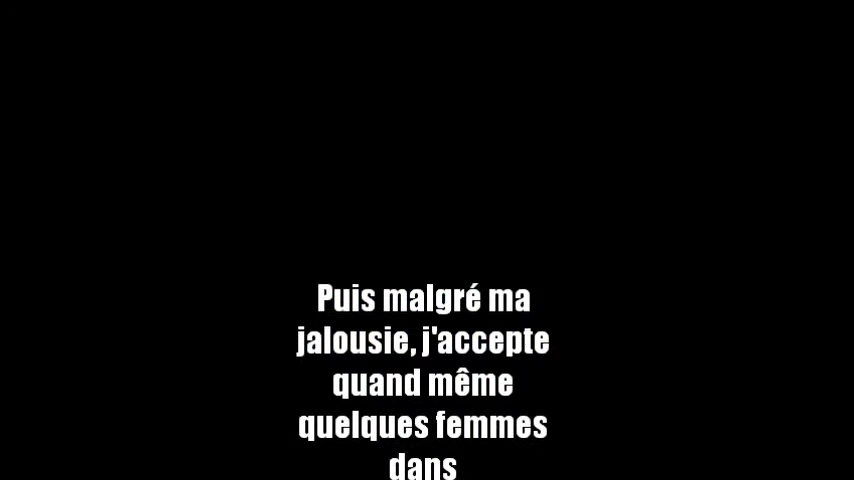 Puis malgré ma
jalousie, j'accepte
quand même
quelques femmes
dans